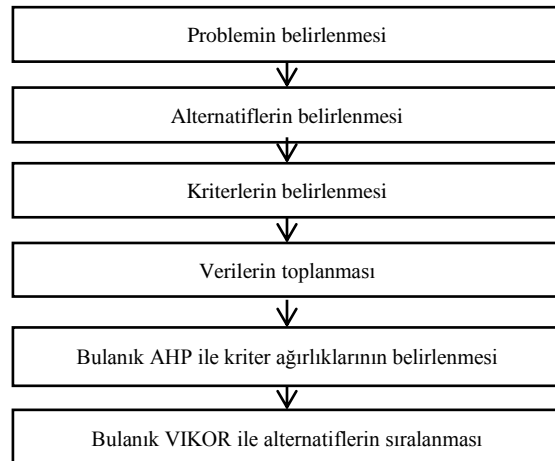 Problemin belirlenmesi
Alternatiflerin belirlenmesi
Kriterlerin belirlenmesi
Verilerin toplanması
Bulanık AHP ile kriter ağırlıklarının belirlenmesi
Bulanık VIKOR ile alternatiflerin sıralanması